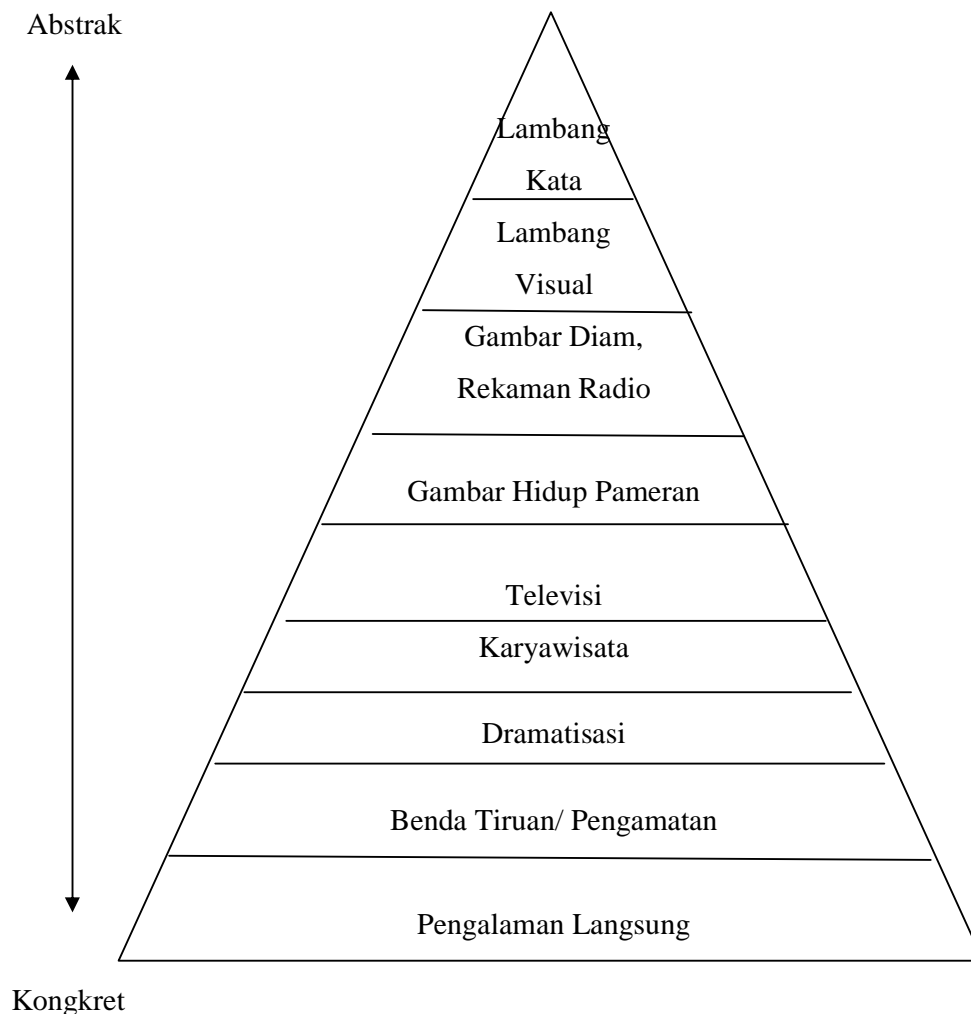 Abstrak
Lambang
Kata
Lambang
Visual
Gambar Diam,
Rekaman Radio
Gambar Hidup Pameran
Televisi
Karyawisata
Dramatisasi
Benda Tiruan/ Pengamatan
Pengalaman Langsung
Kongkret